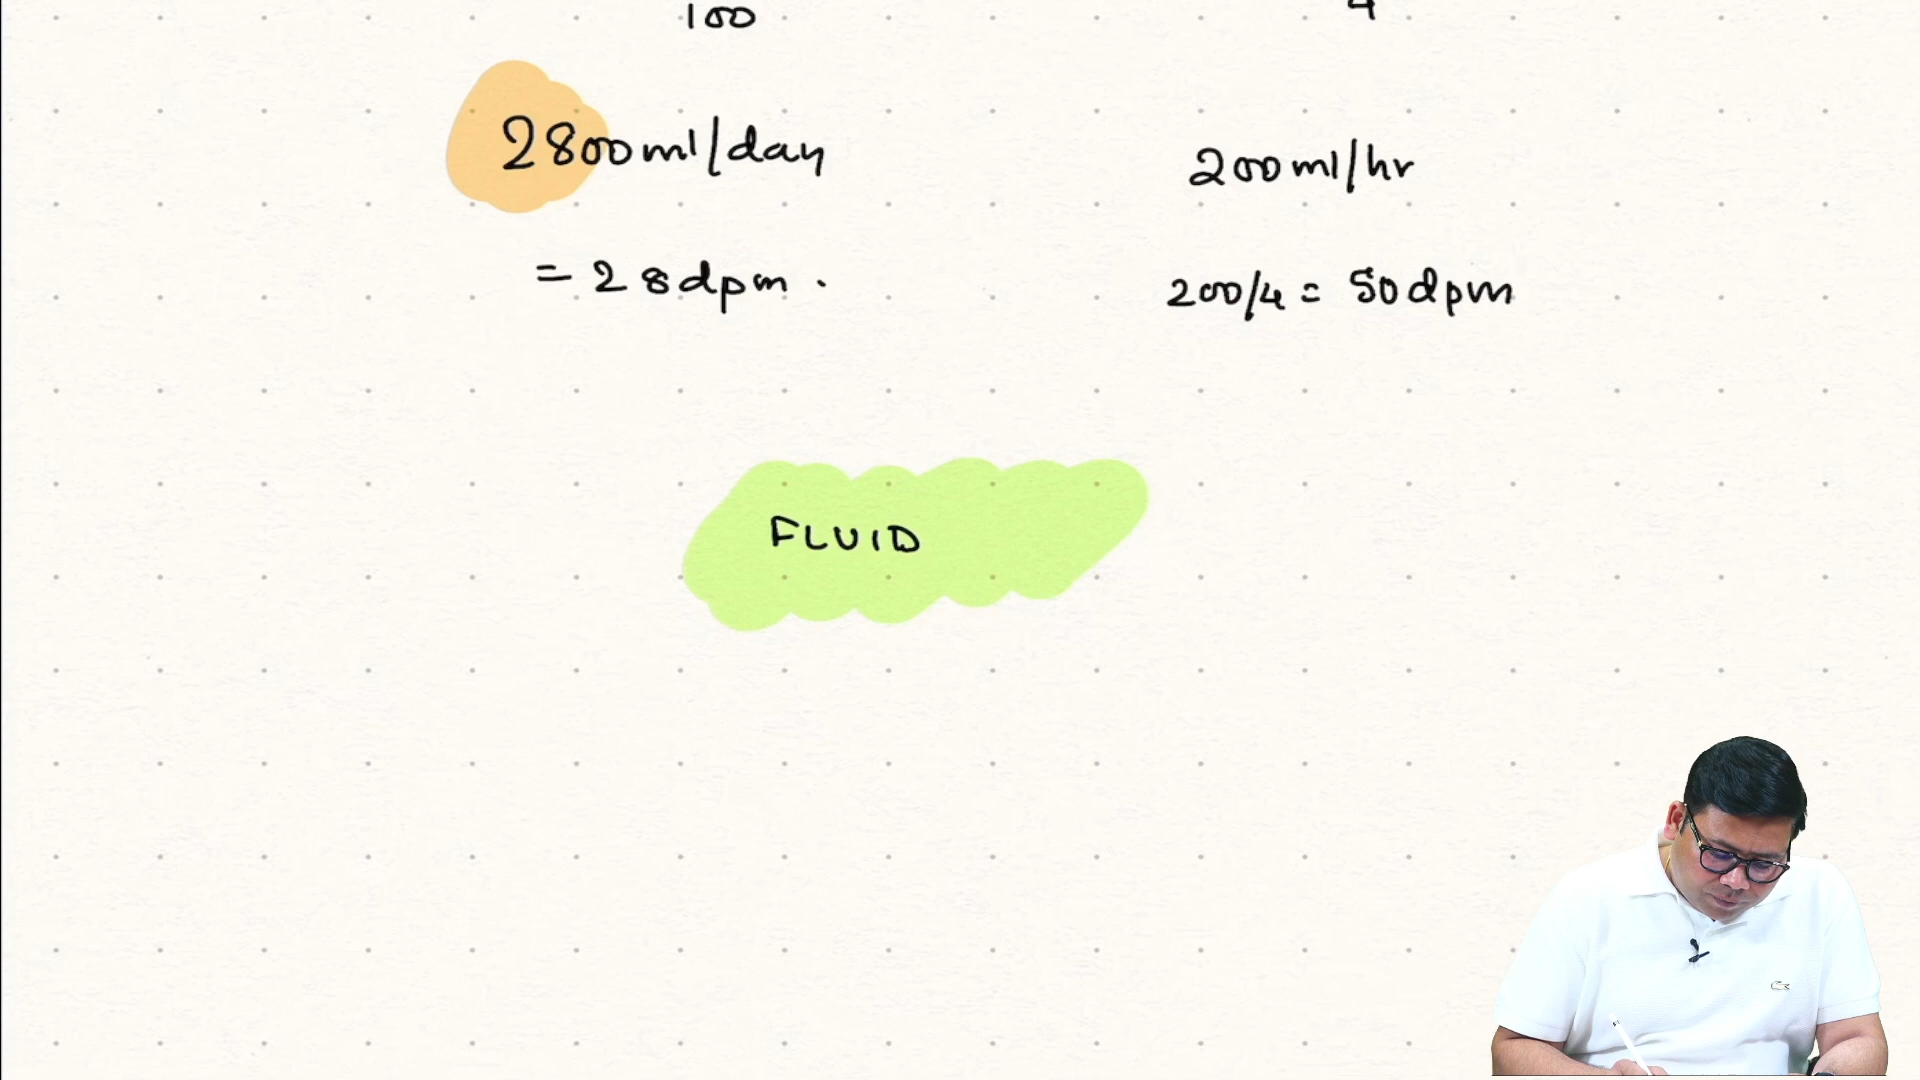 100
4
2800ml/day
200ml/hr
= 28dpm.
200/4 = 50dpm
FLUID